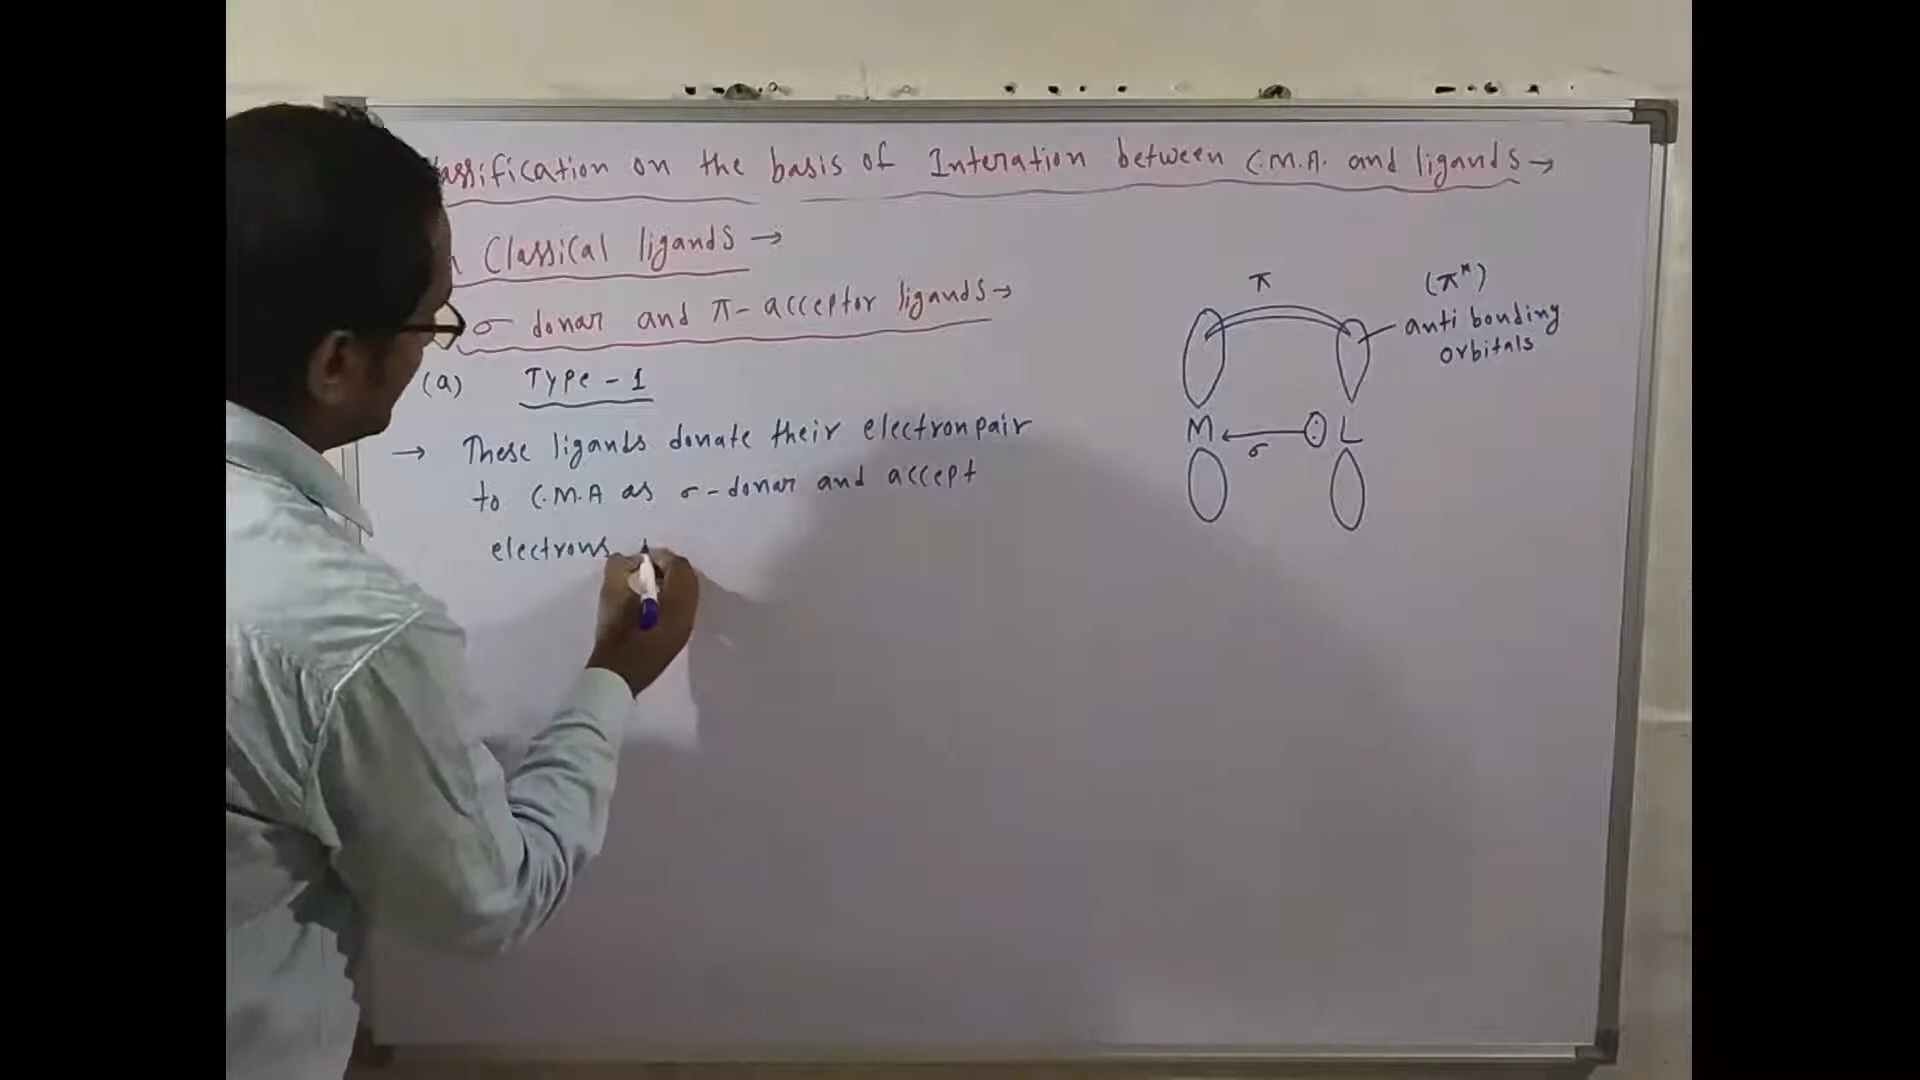 assification on the basis of Interation between C.M.A. and ligands →
Classical ligands →
σ donar and π-acceptor ligands →
(a) Type-1
→ These ligands donate their electron pair
to C.M.A as σ-donar and accept
electrons
π
(π*)
anti bonding
orbitals
M ← L
σ